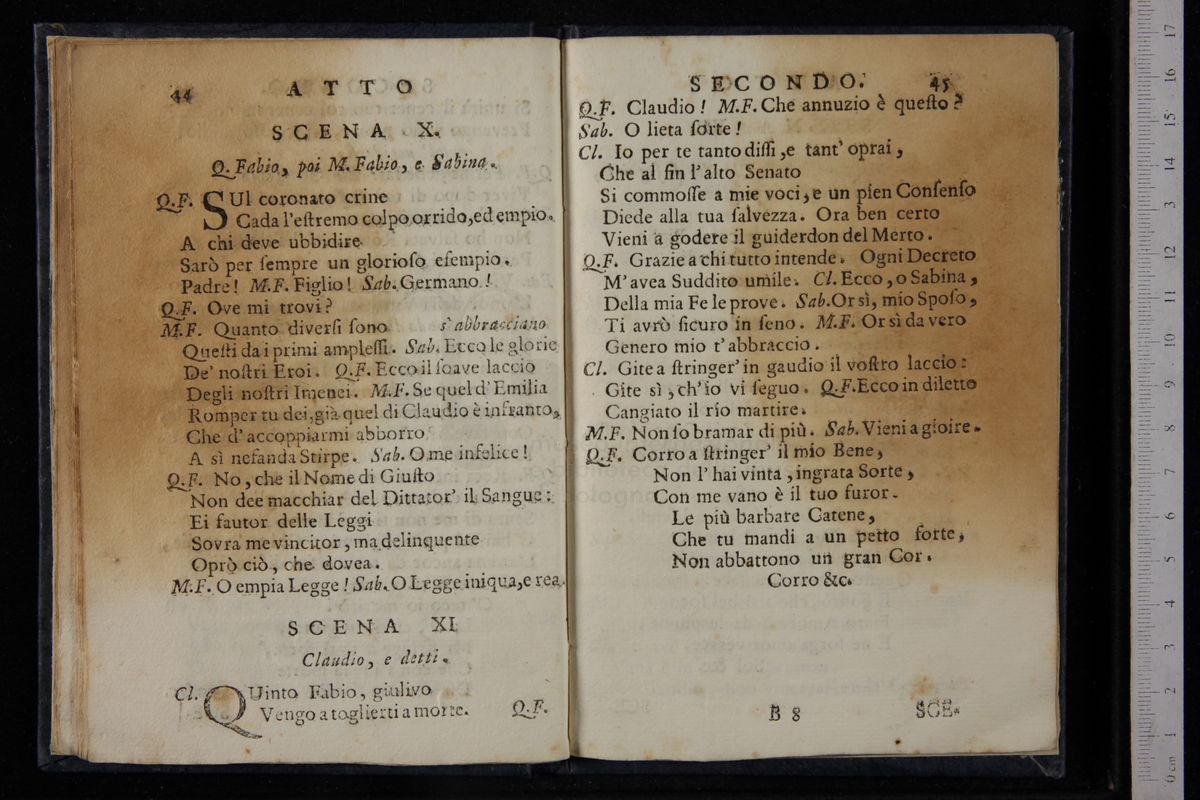 44 ATTO
SCENA X.
Q. Fabio, poi M. Fabio, e Sabina.
Q.F. SUl coronato crine
Cada l'eſtremo colpo orrido, ed empio.
A chi deve ubbidire
Sarò per ſempre un glorioſo eſempio.
Padre! M.F. Figlio! Sab. Germano!
Q.F. Ove mi trovi?
M.F. Quanto diverſi ſono s'abbracciano
Queſti da i primi ampleſſi. Sab. Ecco le glorie
De' noſtri Eroi. Q.F. Ecco il ſoave laccio
Degli noſtri Imenei. M.F. Se quel d'Emilia
Romper tu dei, già quel di Claudio è infranto,
Che d'accoppiarmi abborro
A sì nefanda Stirpe. Sab. O me infelice!
Q.F. No, che il Nome di Giuſto
Non dee macchiar del Dittator' il Sangue:
Ei fautor delle Leggi
Sovra me vincitor, ma delinquente
Oprò ciò, che dovea.
M.F. O empia Legge! Sab. O Legge iniqua, e rea.
SCENA XI
Claudio, e detti.
Cl. QUinto Fabio, giulivo
Vengo a toglierti a morte. Q.F.
SECONDO. 45
Q.F. Claudio! M.F. Che annuzio è queſto?
Sab. O lieta ſorte!
Cl. Io per te tanto diſſi, e tant' oprai,
Che al fin l'alto Senato
Si commoſſe a mie voci, e un pien Conſenſo
Diede alla tua ſalvezza. Ora ben certo
Vieni a godere il guiderdon del Merto.
Q.F. Grazie a chi tutto intende. Ogni Decreto
M'avea Suddito umile. Cl. Ecco, o Sabina,
Della mia Fe le prove. Sab. Or sì, mio Spoſo,
Ti avrò ſicuro in ſeno. M.F. Or sì da vero
Genero mio t'abbraccio.
Cl. Gite a ſtringer' in gaudio il voſtro laccio:
Gite sì, ch'io vi ſeguo. Q.F. Ecco in diletto
Cangiato il rio martire.
M.F. Non ſo bramar di più. Sab. Vieni a gioire.
Q.F. Corro a ſtringer' il mio Bene,
Non l'hai vinta, ingrata Sorte,
Con me vano è il tuo furor.
Le più barbare Catene,
Che tu mandi a un petto forte,
Non abbattono un gran Cor.
Corro &c.
B 8 SCE-